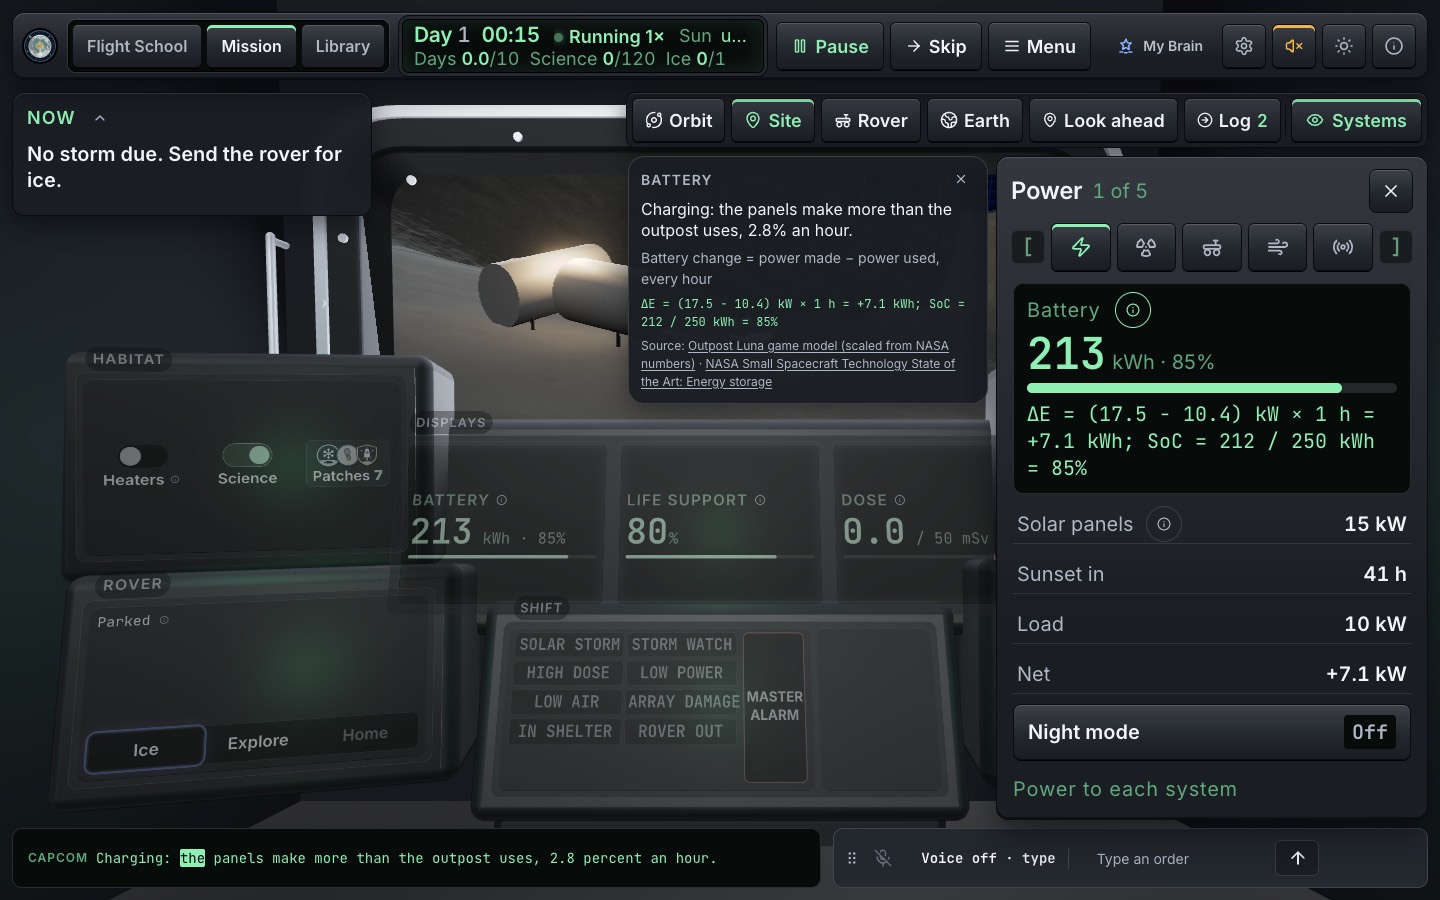 Flight School
Mission
Library
Day 1 00:15 Running 1× Sun u...
Days 0.0/10 Science 0/120 Ice 0/1
Pause
Skip
Menu
My Brain
NOW
No storm due. Send the rover for
ice.
Orbit
Site
Rover
Earth
Look ahead
Log 2
Systems
BATTERY
Charging: the panels make more than the
outpost uses, 2.8% an hour.
Battery change = power made − power used,
every hour
ΔE = (17.5 - 10.4) kW × 1 h = +7.1 kWh; SoC =
212 / 250 kWh = 85%
Source: Outpost Luna game model (scaled from NASA
numbers) · NASA Small Spacecraft Technology State of
the Art: Energy storage
Power 1 of 5
[ ]
Battery
213 kWh · 85%
ΔE = (17.5 - 10.4) kW × 1 h =
+7.1 kWh; SoC = 212 / 250 kWh
= 85%
Solar panels 15 kW
Sunset in 41 h
Load 10 kW
Net +7.1 kW
Night mode Off
Power to each system
HABITAT
Heaters
Science
Patches 7
DISPLAYS
BATTERY
213 kWh · 85%
LIFE SUPPORT
80%
DOSE
0.0 / 50 mSv
ROVER
Parked
Ice
Explore
Home
SHIFT
SOLAR STORM STORM WATCH
HIGH DOSE LOW POWER
LOW AIR ARRAY DAMAGE
IN SHELTER ROVER OUT
MASTER
ALARM
CAPCOM Charging: the panels make more than the outpost uses, 2.8 percent an hour.
Voice off · type
Type an order